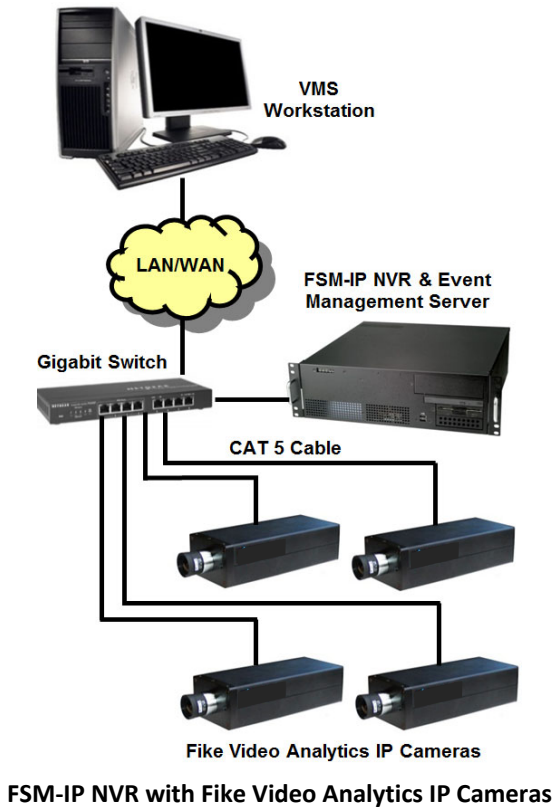 VMS
Workstation
LAN/WAN
FSM-IP NVR & Event
Management Server
Gigabit Switch
NETGEAR
CAT 5 Cable
Fike Video Analytics IP Cameras
FSM-IP NVR with Fike Video Analytics IP Cameras